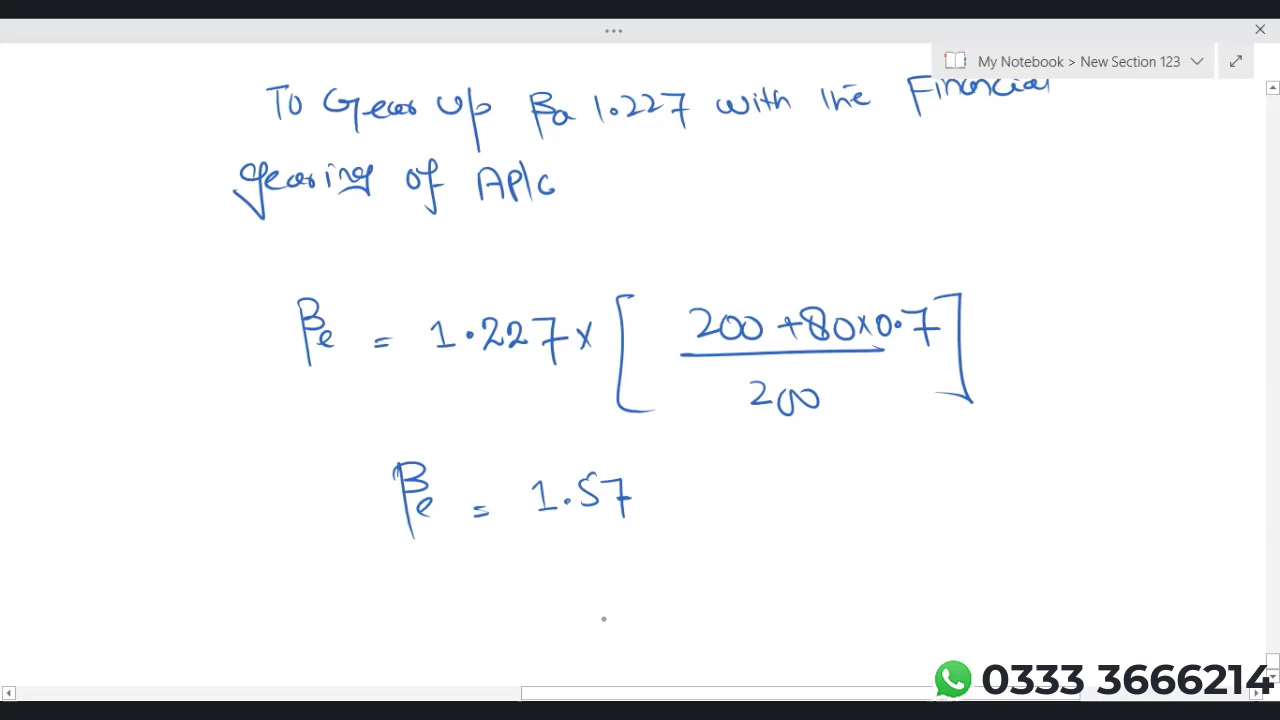 My Notebook > New Section 123
To Gear up βa 1.227 with the Financial
gearing of AP/c
βe = 1.227 × [ 200 + 80 × 0.7 / 200 ]
βe = 1.57
0333 3666214